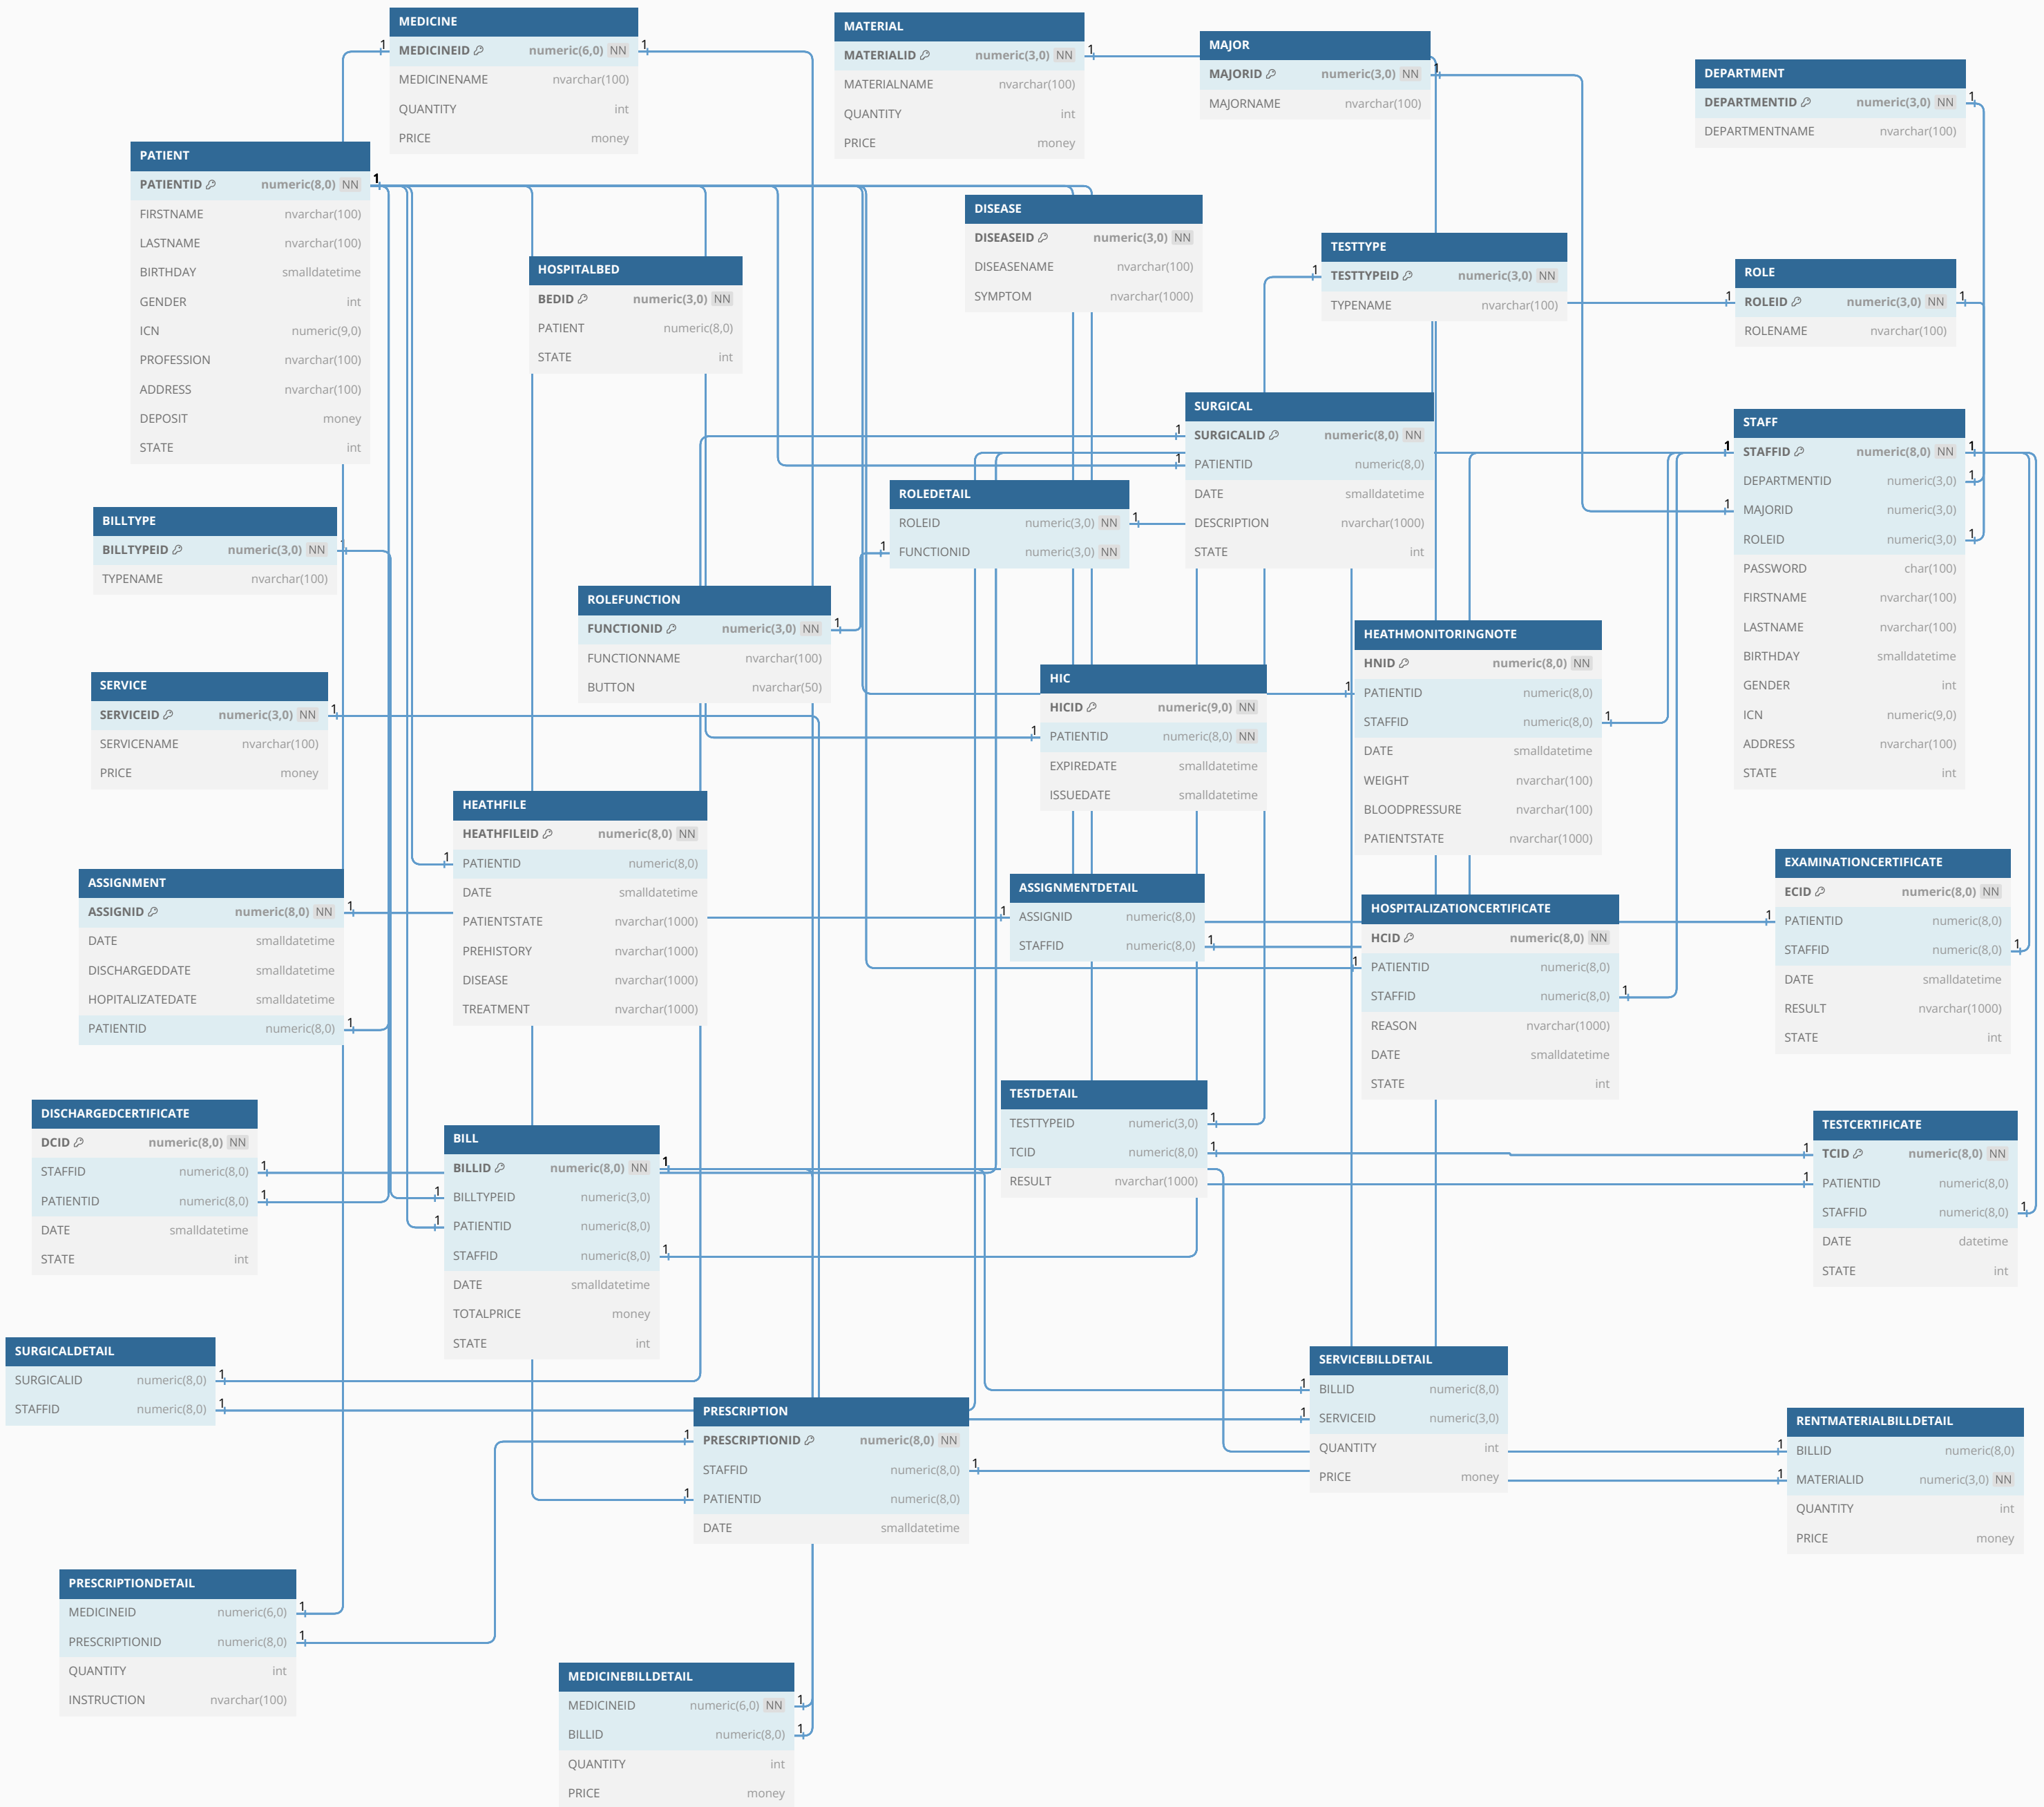 MEDICINE
MEDICINEID numeric(6,0) NN
MEDICINENAME nvarchar(100)
QUANTITY int
PRICE money
MATERIAL
MATERIALID numeric(3,0) NN
MATERIALNAME nvarchar(100)
QUANTITY int
PRICE money
MAJOR
MAJORID numeric(3,0) NN
MAJORNAME nvarchar(100)
DEPARTMENT
DEPARTMENTID numeric(3,0) NN
DEPARTMENTNAME nvarchar(100)
PATIENT
PATIENTID numeric(8,0) NN
FIRSTNAME nvarchar(100)
LASTNAME nvarchar(100)
BIRTHDAY smalldatetime
GENDER int
ICN numeric(9,0)
PROFESSION nvarchar(100)
ADDRESS nvarchar(100)
DEPOSIT money
STATE int
DISEASE
DISEASEID numeric(3,0) NN
DISEASENAME nvarchar(100)
SYMPTOM nvarchar(1000)
HOSPITALBED
BEDID numeric(3,0) NN
PATIENT numeric(8,0)
STATE int
TESTTYPE
TESTTYPEID numeric(3,0) NN
TYPENAME nvarchar(100)
ROLE
ROLEID numeric(3,0) NN
ROLENAME nvarchar(100)
SURGICAL
SURGICALID numeric(8,0) NN
PATIENTID numeric(8,0)
DATE smalldatetime
DESCRIPTION nvarchar(1000)
STATE int
STAFF
STAFFID numeric(8,0) NN
DEPARTMENTID numeric(3,0)
MAJORID numeric(3,0)
ROLEID numeric(3,0)
PASSWORD char(100)
FIRSTNAME nvarchar(100)
LASTNAME nvarchar(100)
BIRTHDAY smalldatetime
GENDER int
ICN numeric(9,0)
ADDRESS nvarchar(100)
STATE int
ROLEDETAIL
ROLEID numeric(3,0) NN
FUNCTIONID numeric(3,0) NN
BILLTYPE
BILLTYPEID numeric(3,0) NN
TYPENAME nvarchar(100)
ROLEFUNCTION
FUNCTIONID numeric(3,0) NN
FUNCTIONNAME nvarchar(100)
BUTTON nvarchar(50)
HEATHMONITORINGNOTE
HNID numeric(8,0) NN
PATIENTID numeric(8,0)
STAFFID numeric(8,0)
DATE smalldatetime
WEIGHT nvarchar(100)
BLOODPRESSURE nvarchar(100)
PATIENTSTATE nvarchar(1000)
HIC
HICID numeric(9,0) NN
PATIENTID numeric(8,0) NN
EXPIREDATE smalldatetime
ISSUEDATE smalldatetime
SERVICE
SERVICEID numeric(3,0) NN
SERVICENAME nvarchar(100)
PRICE money
HEATHFILE
HEATHFILEID numeric(8,0) NN
PATIENTID numeric(8,0)
DATE smalldatetime
PATIENTSTATE nvarchar(1000)
PREHISTORY nvarchar(1000)
DISEASE nvarchar(1000)
TREATMENT nvarchar(1000)
ASSIGNMENT
ASSIGNID numeric(8,0) NN
DATE smalldatetime
DISCHARGEDDATE smalldatetime
HOPITALIZATEDATE smalldatetime
PATIENTID numeric(8,0)
ASSIGNMENTDETAIL
ASSIGNID numeric(8,0)
STAFFID numeric(8,0)
HOSPITALIZATIONCERTIFICATE
HCID numeric(8,0) NN
PATIENTID numeric(8,0)
STAFFID numeric(8,0)
REASON nvarchar(1000)
DATE smalldatetime
STATE int
EXAMINATIONCERTIFICATE
ECID numeric(8,0) NN
PATIENTID numeric(8,0)
STAFFID numeric(8,0)
DATE smalldatetime
RESULT nvarchar(1000)
STATE int
DISCHARGEDCERTIFICATE
DCID numeric(8,0) NN
STAFFID numeric(8,0)
PATIENTID numeric(8,0)
DATE smalldatetime
STATE int
BILL
BILLID numeric(8,0) NN
BILLTYPEID numeric(3,0)
PATIENTID numeric(8,0)
STAFFID numeric(8,0)
DATE smalldatetime
TOTALPRICE money
STATE int
TESTDETAIL
TESTTYPEID numeric(3,0)
TCID numeric(8,0)
RESULT nvarchar(1000)
TESTCERTIFICATE
TCID numeric(8,0) NN
PATIENTID numeric(8,0)
STAFFID numeric(8,0)
DATE datetime
STATE int
SURGICALDETAIL
SURGICALID numeric(8,0)
STAFFID numeric(8,0)
PRESCRIPTION
PRESCRIPTIONID numeric(8,0) NN
STAFFID numeric(8,0)
PATIENTID numeric(8,0)
DATE smalldatetime
SERVICEBILLDETAIL
BILLID numeric(8,0)
SERVICEID numeric(3,0)
QUANTITY int
PRICE money
RENTMATERIALBILLDETAIL
BILLID numeric(8,0)
MATERIALID numeric(3,0) NN
QUANTITY int
PRICE money
PRESCRIPTIONDETAIL
MEDICINEID numeric(6,0)
PRESCRIPTIONID numeric(8,0)
QUANTITY int
INSTRUCTION nvarchar(100)
MEDICINEBILLDETAIL
MEDICINEID numeric(6,0) NN
BILLID numeric(8,0)
QUANTITY int
PRICE money